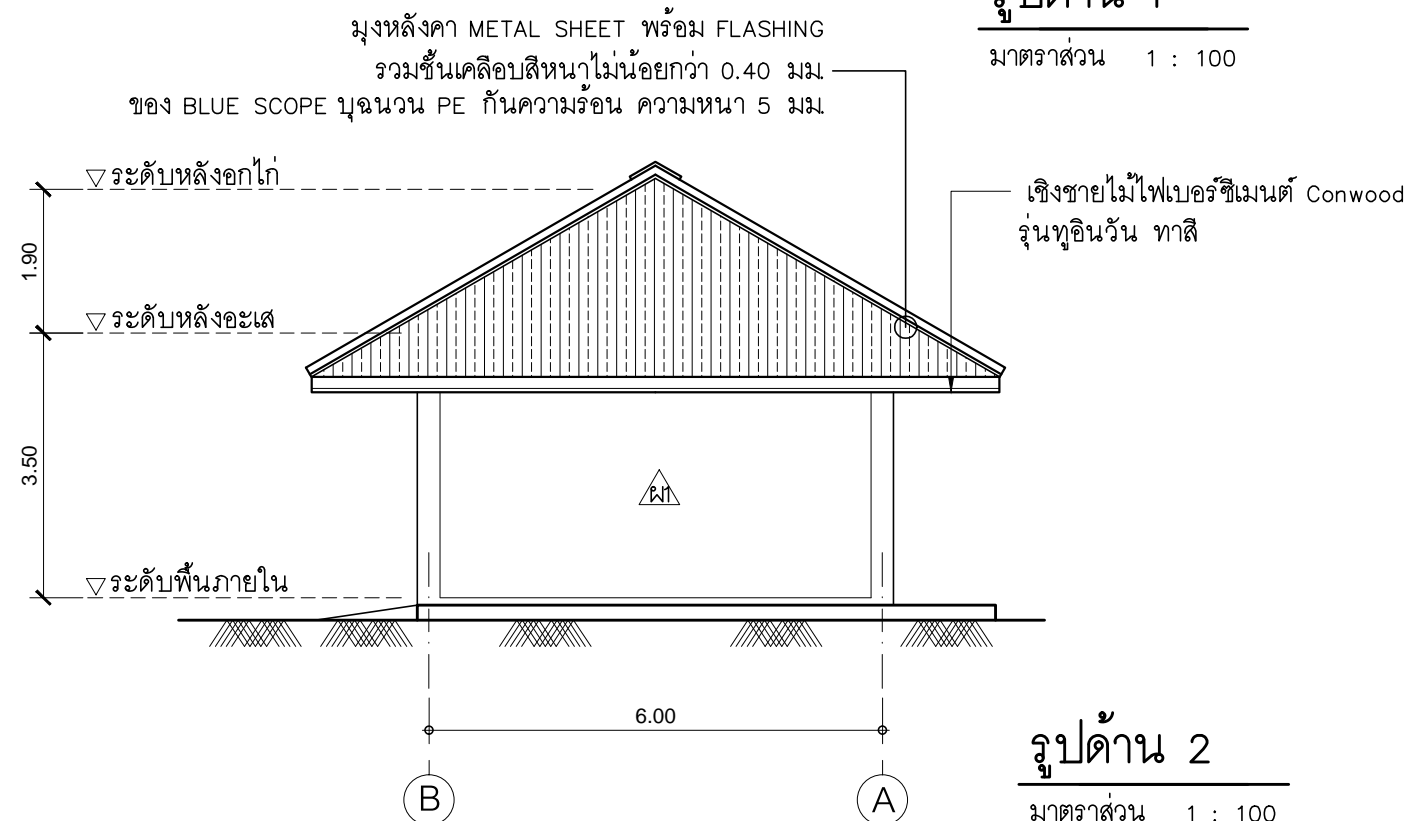 รูปด้าน 1
มาตราส่วน 1 : 100
มุงหลังคา METAL SHEET พร้อม FLASHING
รวมชั้นเคลือบสีหนาไม่น้อยกว่า 0.40 มม.
ของ BLUE SCOPE บุฉนวน PE กันความร้อน ความหนา 5 มม.
ระดับหลังอกไก่
เชิงชายไม้ไฟเบอร์ซีเมนต์ Conwood
รุ่นทูอินวัน ทาสี
1.90
ระดับหลังอะเส
3.50
ผ1
ระดับพื้นภายใน
6.00
B
A
รูปด้าน 2
มาตราส่วน 1 : 100